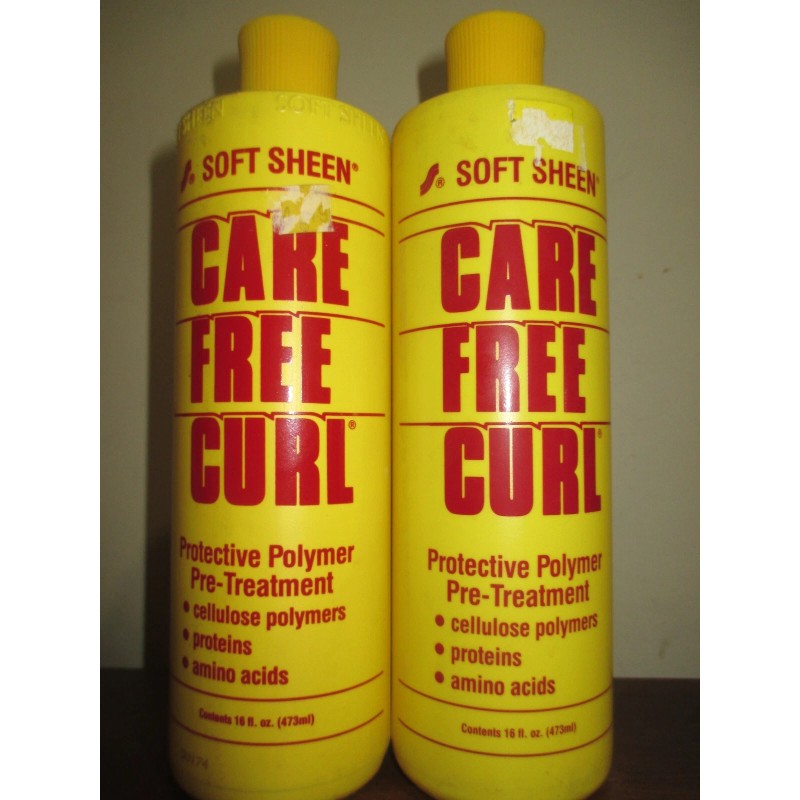 SOFT SHEEN
SOFT SHEEN®
CARE
FREE
CURL®
Protective Polymer
Pre-Treatment
• cellulose polymers
• proteins
• amino acids
Contents 16 fl. oz. (473ml)
SOFT SHEEN®
CARE
FREE
CURL®
Protective Polymer
Pre-Treatment
• cellulose polymers
• proteins
• amino acids
Contents 16 fl. oz. (473ml)